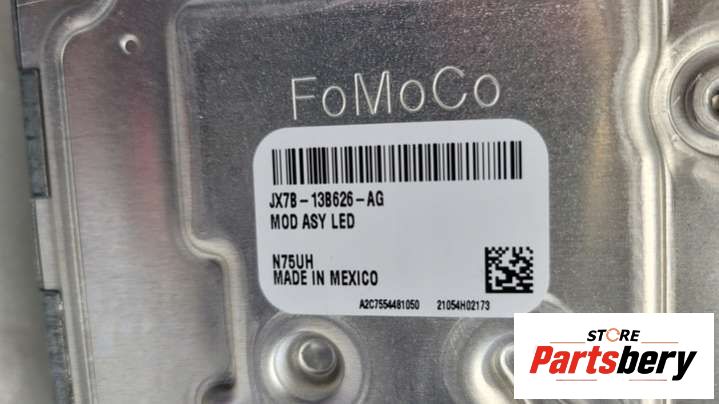 FoMoCo
JX7B-13B626-AG
MOD ASY LED
N75UH
MADE IN MEXICO
A2C7554481050 21054H02173
STORE
Partsbery